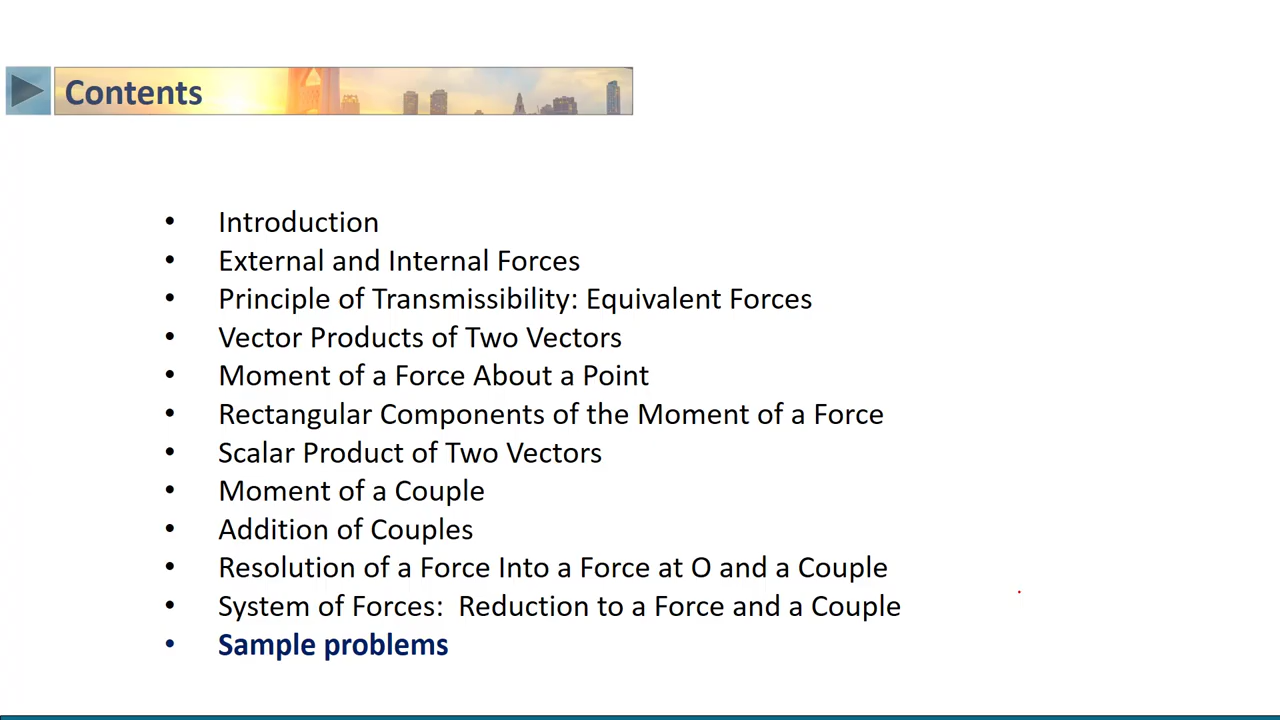 Contents
• Introduction
• External and Internal Forces
• Principle of Transmissibility: Equivalent Forces
• Vector Products of Two Vectors
• Moment of a Force About a Point
• Rectangular Components of the Moment of a Force
• Scalar Product of Two Vectors
• Moment of a Couple
• Addition of Couples
• Resolution of a Force Into a Force at O and a Couple
• System of Forces:  Reduction to a Force and a Couple
• Sample problems